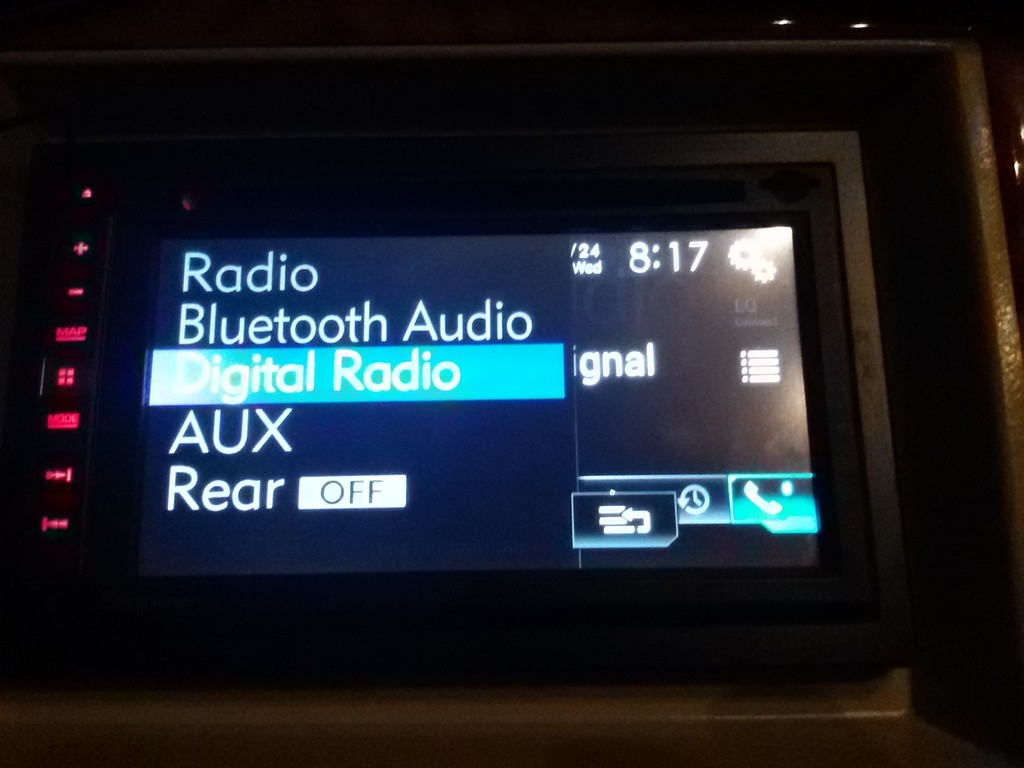 Radio
Bluetooth Audio
Digital Radio
AUX
Rear OFF
/24
Wed
8:17
ignal
MAP
MODE